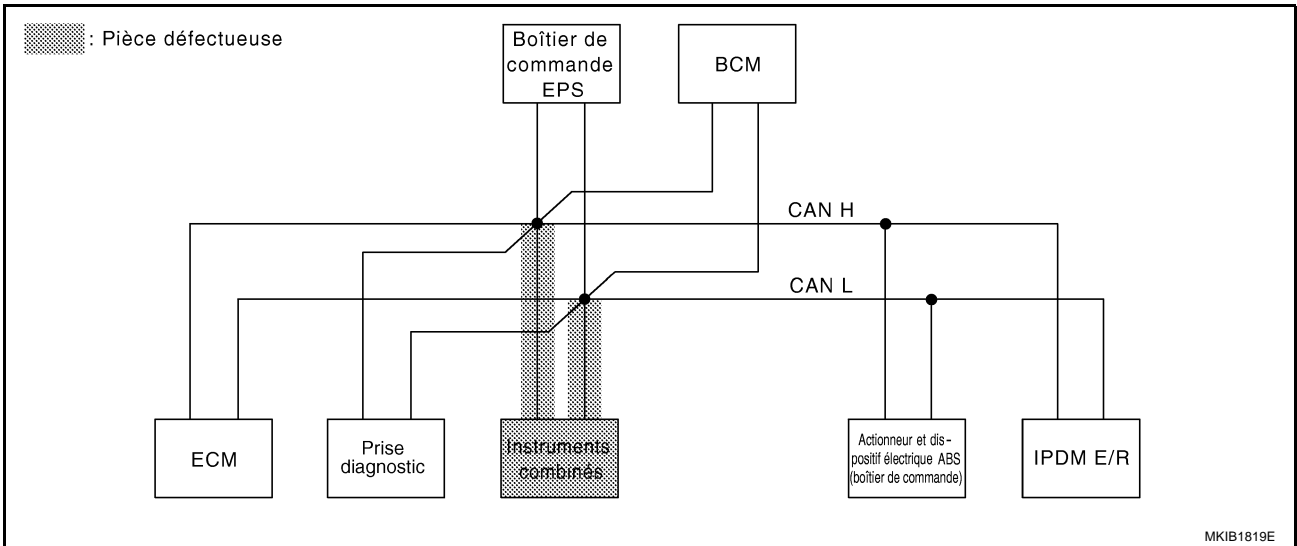 : Pièce défectueuse
Boîtier de
commande
EPS
BCM
CAN H
CAN L
ECM
Prise
diagnostic
Instruments
combinés
Actionneur et dis-
positif électrique ABS
(boîtier de commande)
IPDM E/R
MKIB1819E